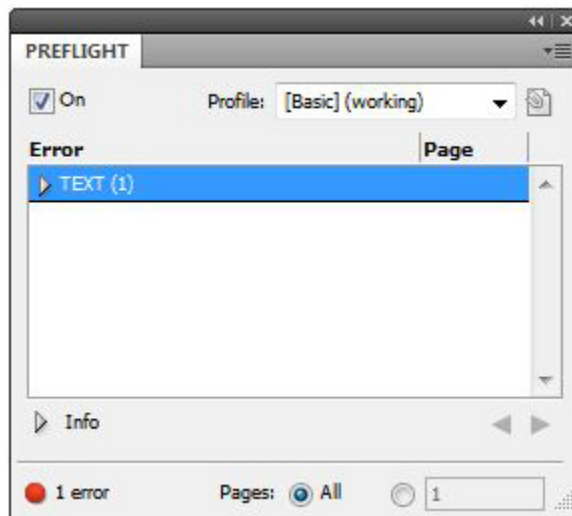 PREFLIGHT
On Profile: [Basic] (working)
Error Page
TEXT (1)
Info
1 error Pages: All 1